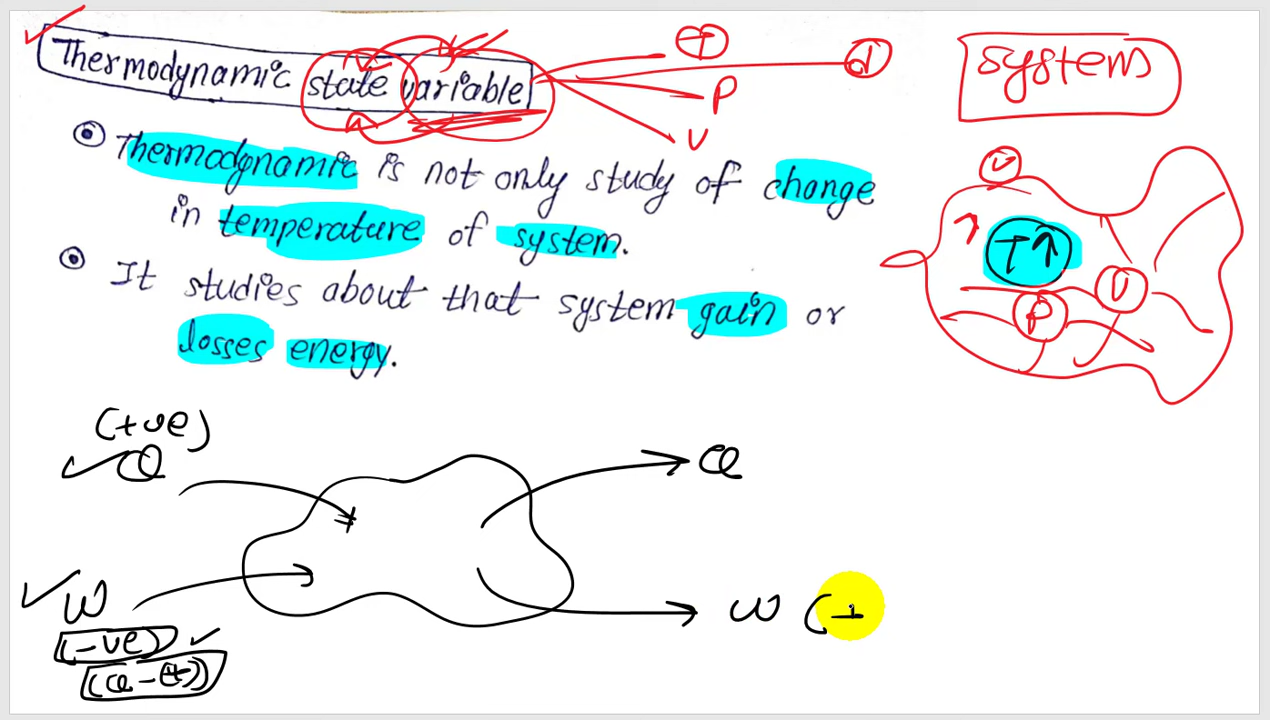 Thermodynamic state variable
T
d
P
V
system
Thermodynamic is not only study of change
in temperature of system.
It studies about that system gain or
losses energy.
U
T↑
U
P
(+ve)
Q
Q
W
(-ve)
W (+